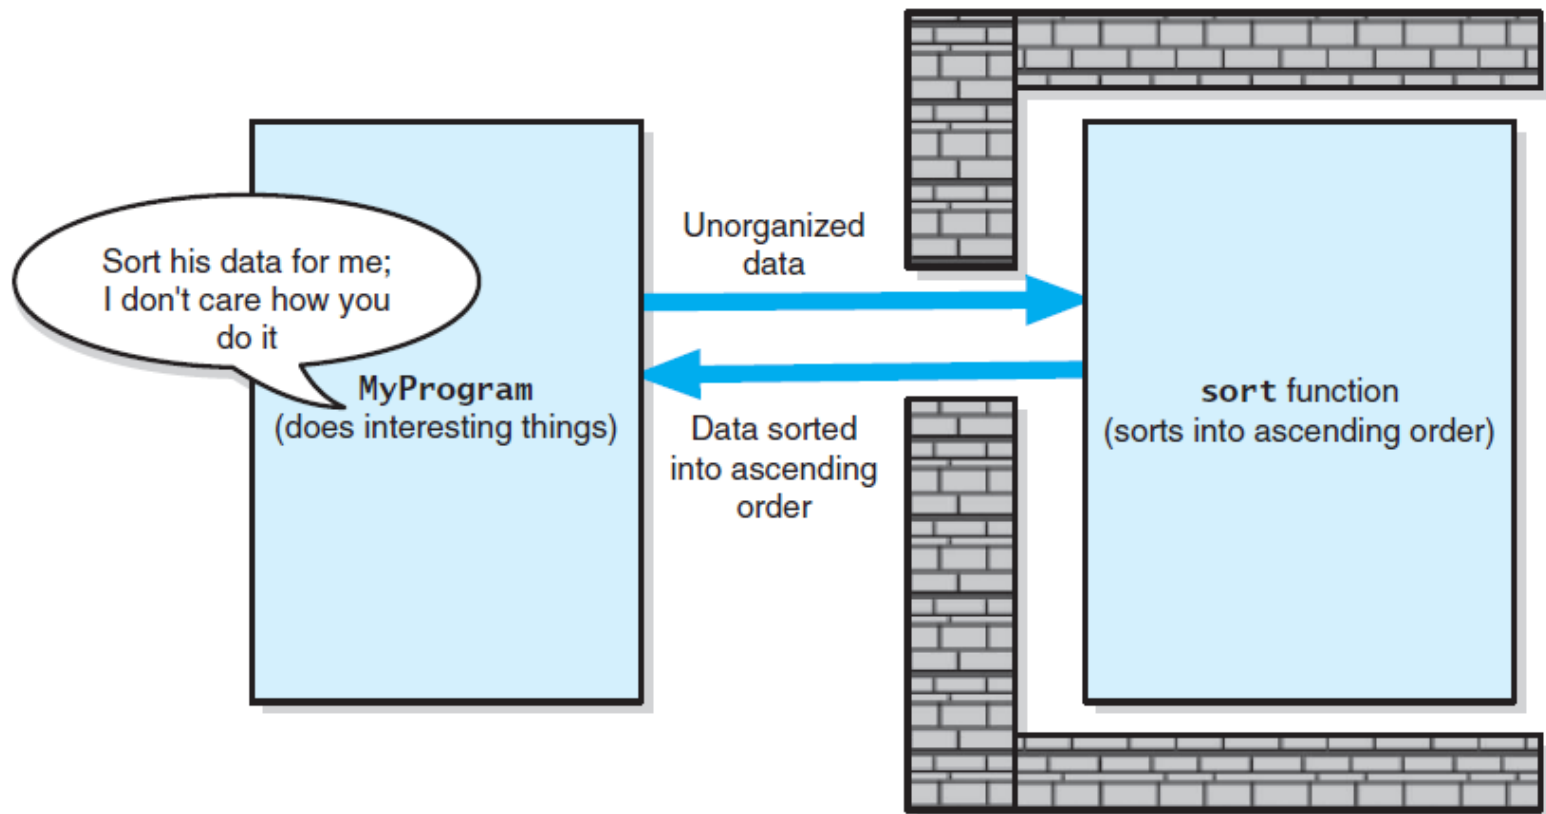 Sort his data for me;
I don't care how you
do it
MyProgram
(does interesting things)
Unorganized
data
Data sorted
into ascending
order
sort function
(sorts into ascending order)